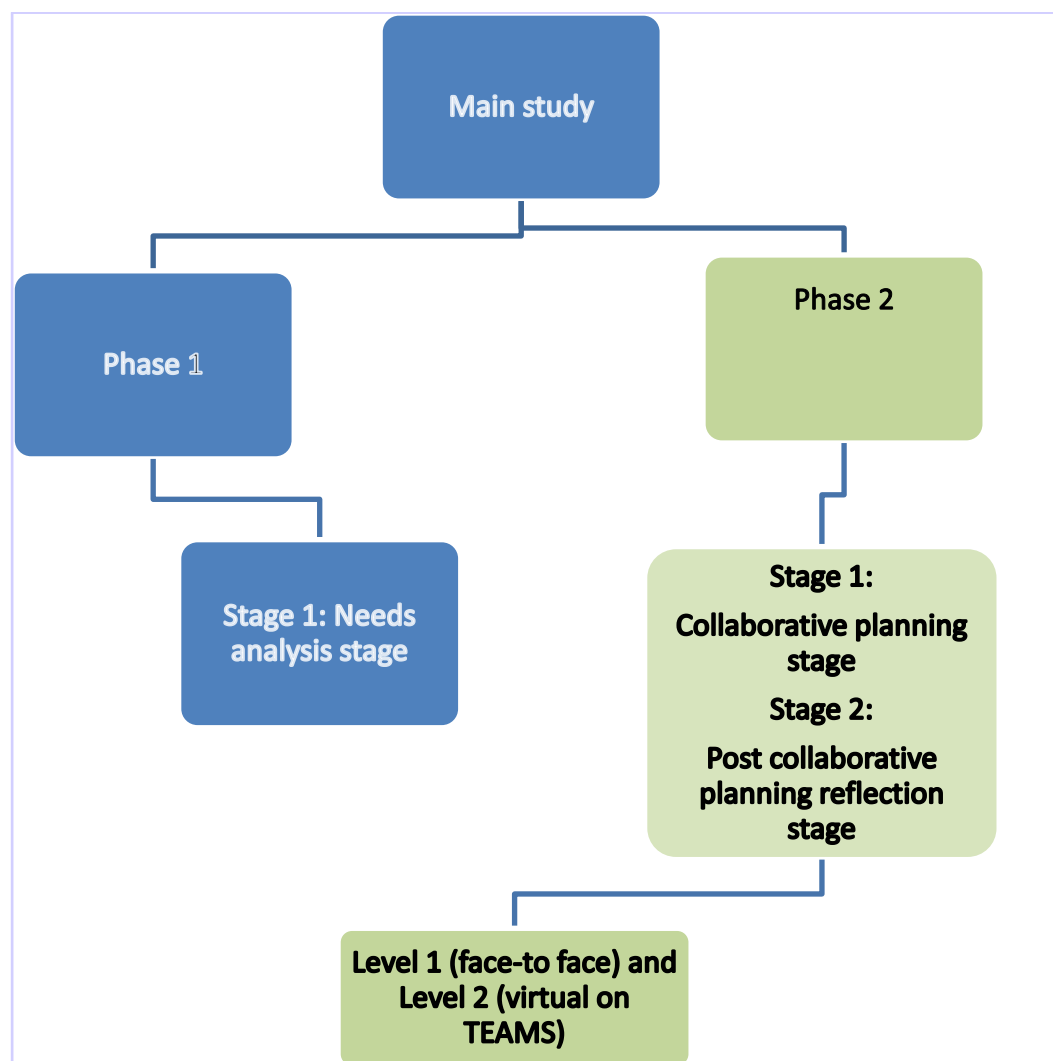 Main study
Phase 1
Phase 2
Stage 1: Needs
analysis stage
Stage 1:
Collaborative planning
stage
Stage 2:
Post collaborative
planning reflection
stage
Level 1 (face-to face) and
Level 2 (virtual on
TEAMS)